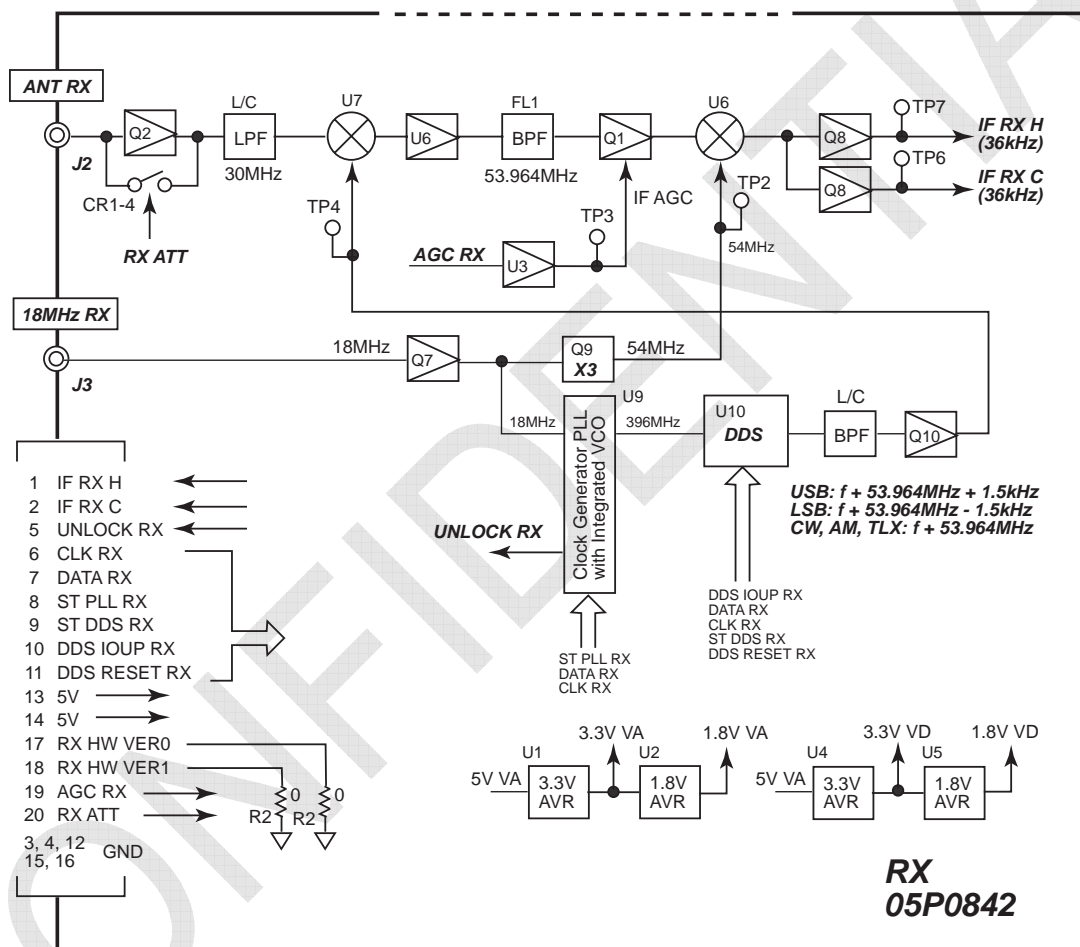 ANT RX
J2
Q2
CR1-4
RX ATT
L/C
LPF
30MHz
U7
TP4
U6
FL1
BPF
53.964MHz
Q1
IF AGC
AGC RX
U3
TP3
U6
TP2
54MHz
Q8
TP7
IF RX H
(36kHz)
Q8
TP6
IF RX C
(36kHz)
18MHz RX
J3
18MHz
Q7
Q9
X3
54MHz
18MHz
U9
Clock Generator PLL
with Integrated VCO
396MHz
U10
DDS
L/C
BPF
Q10
USB: f + 53.964MHz + 1.5kHz
LSB: f + 53.964MHz - 1.5kHz
CW, AM, TLX: f + 53.964MHz
UNLOCK RX
ST PLL RX
DATA RX
CLK RX
DDS IOUP RX
DATA RX
CLK RX
ST DDS RX
DDS RESET RX
1 IF RX H
2 IF RX C
5 UNLOCK RX
6 CLK RX
7 DATA RX
8 ST PLL RX
9 ST DDS RX
10 DDS IOUP RX
11 DDS RESET RX
13 5V
14 5V
17 RX HW VER0
18 RX HW VER1
19 AGC RX
20 RX ATT
3, 4, 12
15, 16 GND
0 0
R2 R2
5V VA
U1
3.3V
AVR
3.3V VA
U2
1.8V
AVR
1.8V VA
5V VA
U4
3.3V
AVR
3.3V VD
U5
1.8V
AVR
1.8V VD
RX
05P0842
ONFIDENTIA